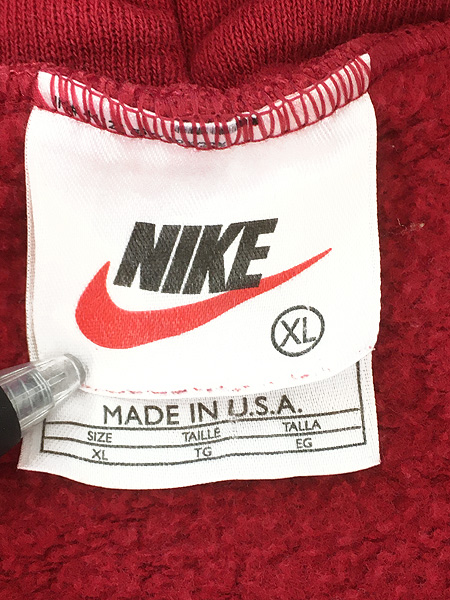 NIKE
XL
MADE IN U.S.A.
SIZE TAILLE TALLA
XL TG EG